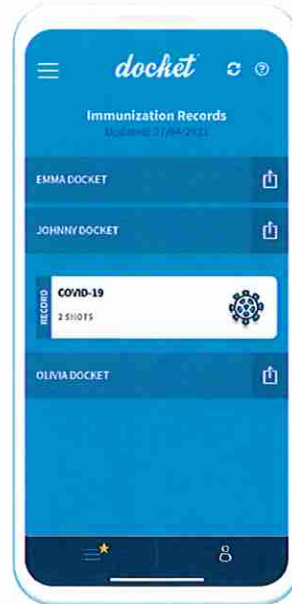 docket
Immunization Records
EMMA DOCKET
JOHNNY DOCKET
RECORD
COVID-19
2 SHOTS
OLIVIA DOCKET